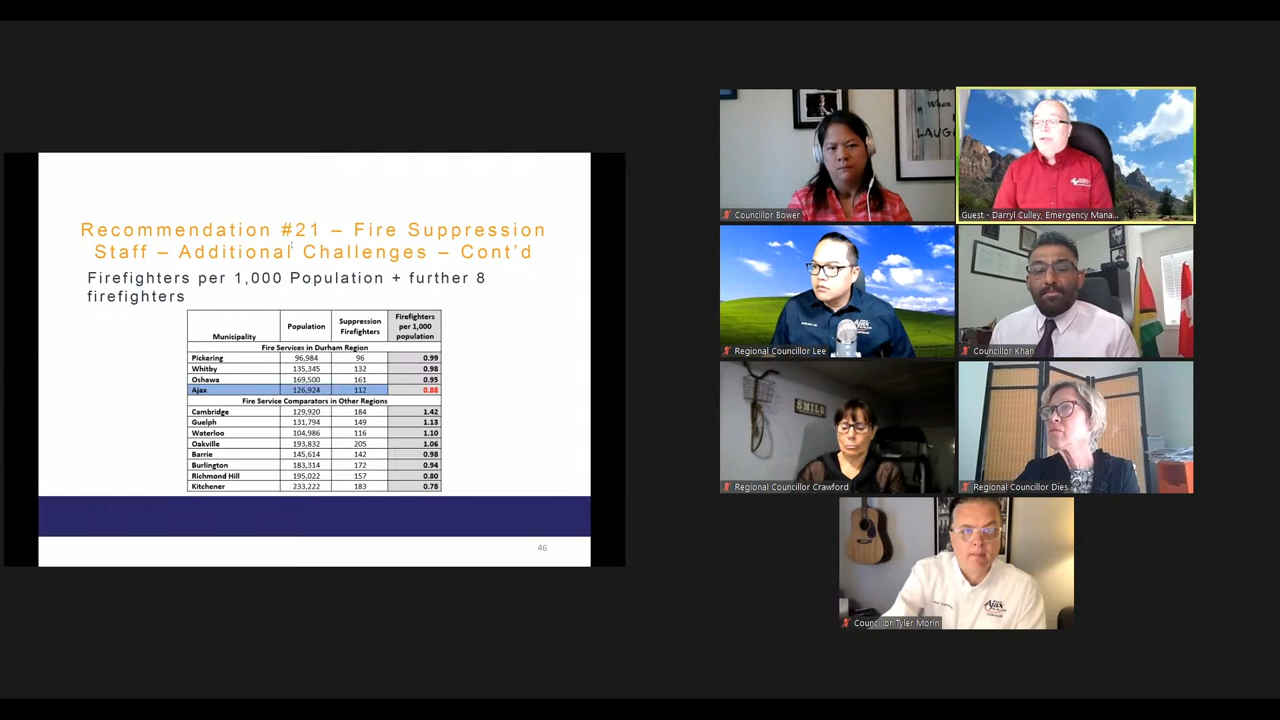 Recommendation #21 – Fire Suppression
Staff – Additional Challenges – Cont'd
Firefighters per 1,000 Population + further 8
firefighters
Municipality Population Suppression Firefighters Firefighters per 1,000 population
Fire Services in Durham Region
Pickering 96,984 96 0.99
Whitby 135,345 132 0.98
Oshawa 169,500 161 0.95
Ajax 126,924 112 0.88
Fire Service Comparators in Other Regions
Cambridge 129,920 184 1.42
Guelph 131,794 149 1.13
Waterloo 104,986 116 1.10
Oakville 193,832 205 1.06
Barrie 145,614 142 0.98
Burlington 183,314 172 0.94
Richmond Hill 195,022 157 0.80
Kitchener 233,222 183 0.78
46
When
LAUGH
Councillor Bower
Guest - Darryl Culley, Emergency Mana...
Ajax
Regional Councillor Lee
Councillor Khan
SMILE
Regional Councillor Crawford
Regional Councillor Dies
Ajax
Councillor Tyler Morin